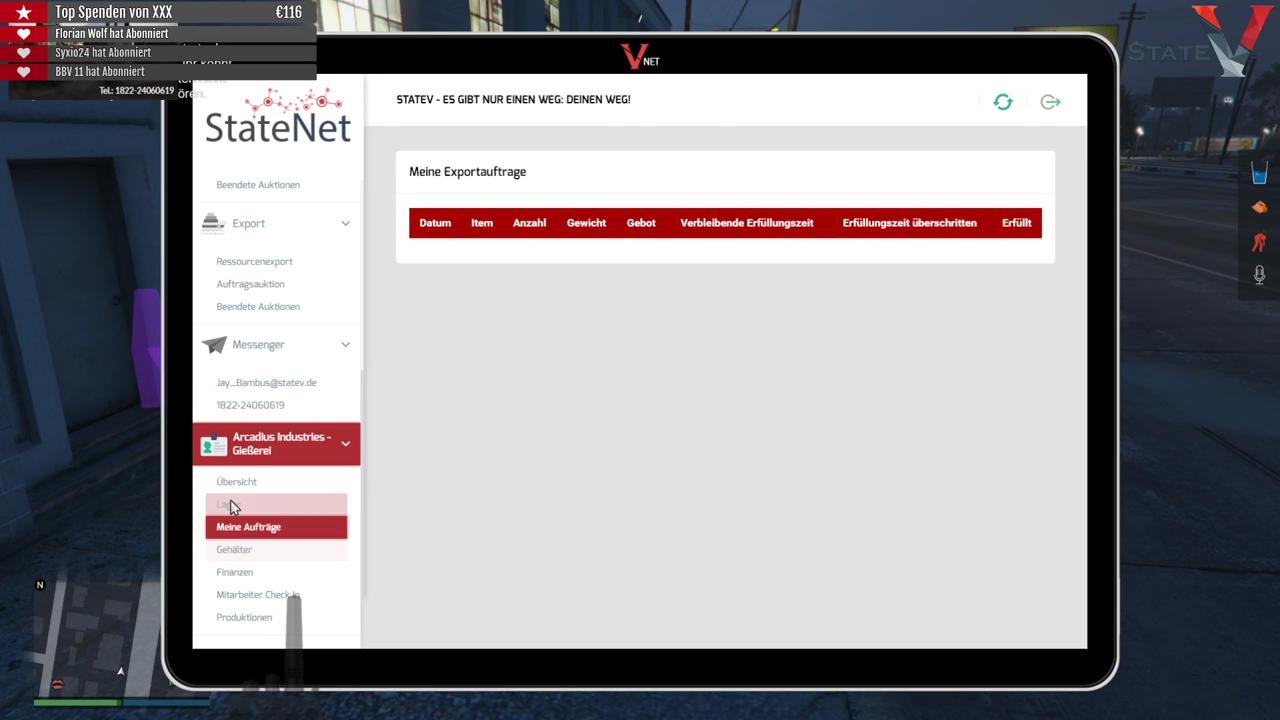 Top Spenden von XXX €116
Florian Wolf hat Abonniert
Syxio24 hat Abonniert
BBV 11 hat Abonniert
Tel.: 1822-24060619
V NET
STATEV
StateNet
STATEV - ES GIBT NUR EINEN WEG: DEINEN WEG!
Beendete Auktionen
Export
Ressourcenexport
Auftragsauktion
Beendete Auktionen
Messenger
Jay_Bambus@statev.de
1822-24060619
Arcadius Industries -
Gießerei
Übersicht
Meine Aufträge
Gehälter
Finanzen
Mitarbeiter Check
Produktionen
Meine Exportauftrage
Datum Item Anzahl Gewicht Gebot Verbleibende Erfüllungszeit Erfüllungszeit überschritten Erfüllt
N